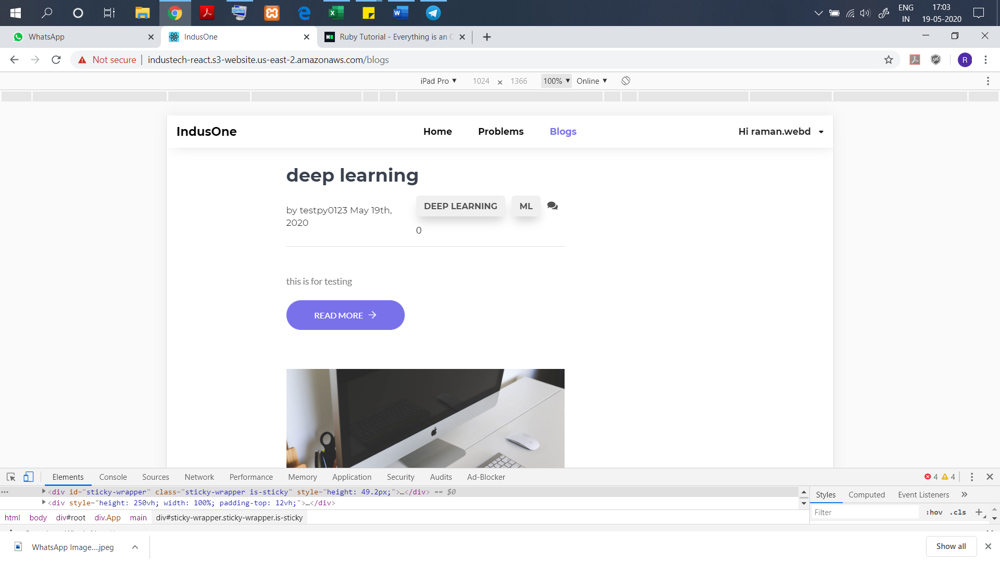 ENG
17:03
IN
19-05-2020
WhatsApp
IndusOne
Ruby Tutorial - Everything is an
Not secure
industech-react.s3-website.us-east-2.amazonaws.com/blogs
R
iPad Pro
1024 × 1366
100%
Online
IndusOne
Home
Problems
Blogs
Hi raman.webd
deep learning
by testpy0123 May 19th,
2020
DEEP LEARNING
ML
0
this is for testing
READ MORE
Elements
Console
Sources
Network
Performance
Memory
Application
Security
Audits
Ad-Blocker
4
4
<div id="sticky-wrapper" class="sticky-wrapper is-sticky" style="height: 49.2px;">…</div> == $0
<div style="height: 250vh; width: 100%; padding-top: 12vh;">…</div>
html
body
div#root
div.App
main
div#sticky-wrapper.sticky-wrapper.is-sticky
Styles
Computed
Event Listeners
Filter
:hov
.cls
WhatsApp Image....jpeg
Show all